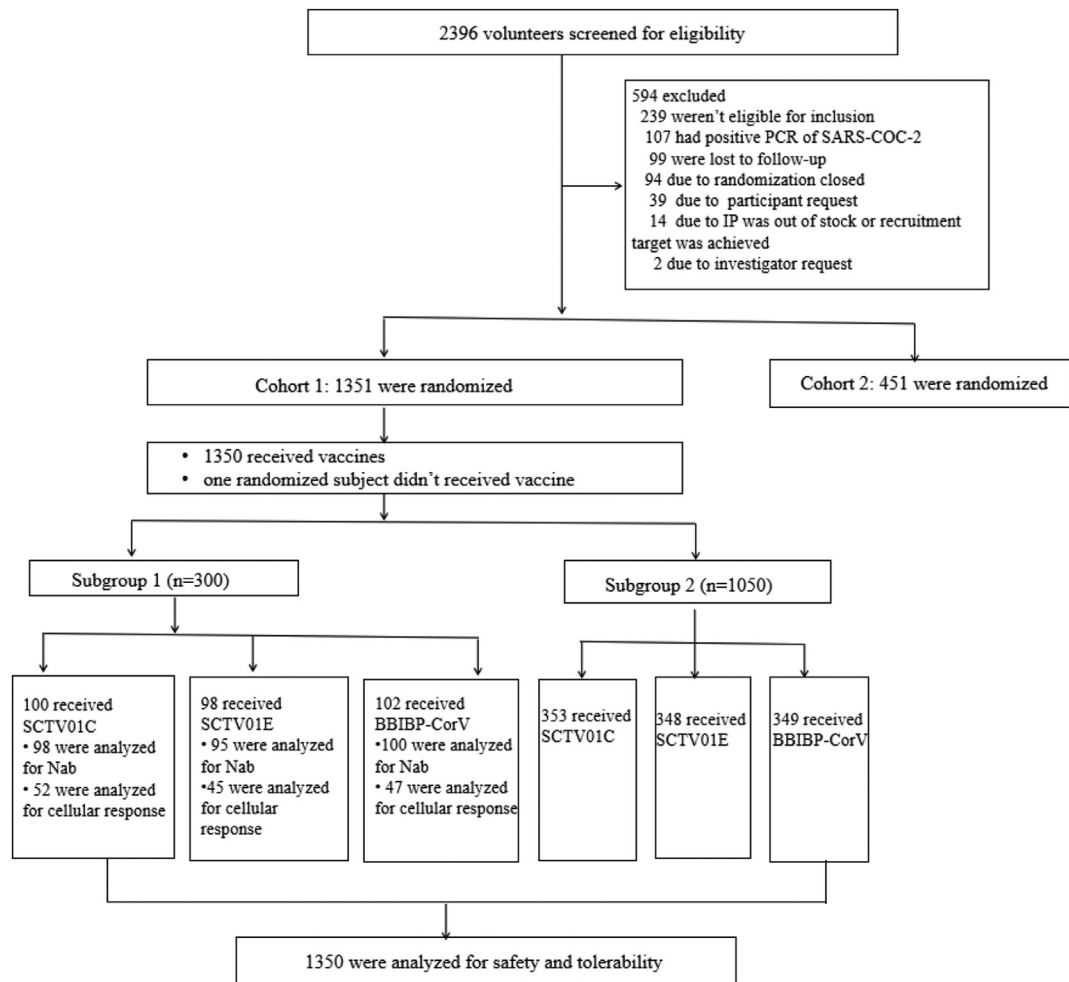 2396 volunteers screened for eligibility
594 excluded
239 weren't eligible for inclusion
107 had positive PCR of SARS-COC-2
99 were lost to follow-up
94 due to randomization closed
39 due to participant request
14 due to IP was out of stock or recruitment
target was achieved
2 due to investigator request
Cohort 1: 1351 were randomized
Cohort 2: 451 were randomized
• 1350 received vaccines
• one randomized subject didn't received vaccine
Subgroup 1 (n=300)
Subgroup 2 (n=1050)
100 received
SCTV01C
• 98 were analyzed
for Nab
• 52 were analyzed
for cellular response
98 received
SCTV01E
• 95 were analyzed
for Nab
•45 were analyzed
for cellular
response
102 received
BBIBP-CorV
•100 were analyzed
for Nab
• 47 were analyzed
for cellular response
353 received
SCTV01C
348 received
SCTV01E
349 received
BBIBP-CorV
1350 were analyzed for safety and tolerability